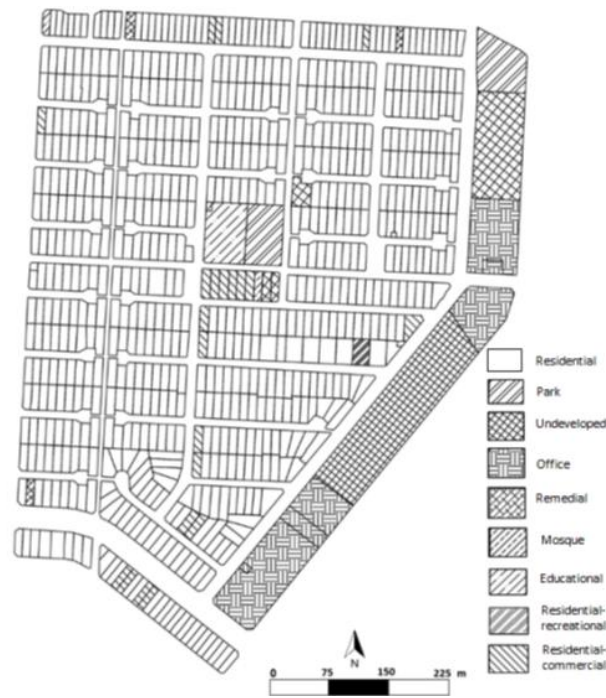 Residential
Park
Undeveloped
Office
Remedial
Mosque
Educational
Residential-
recreational
Residential-
commercial
N
0 75 150 225 m